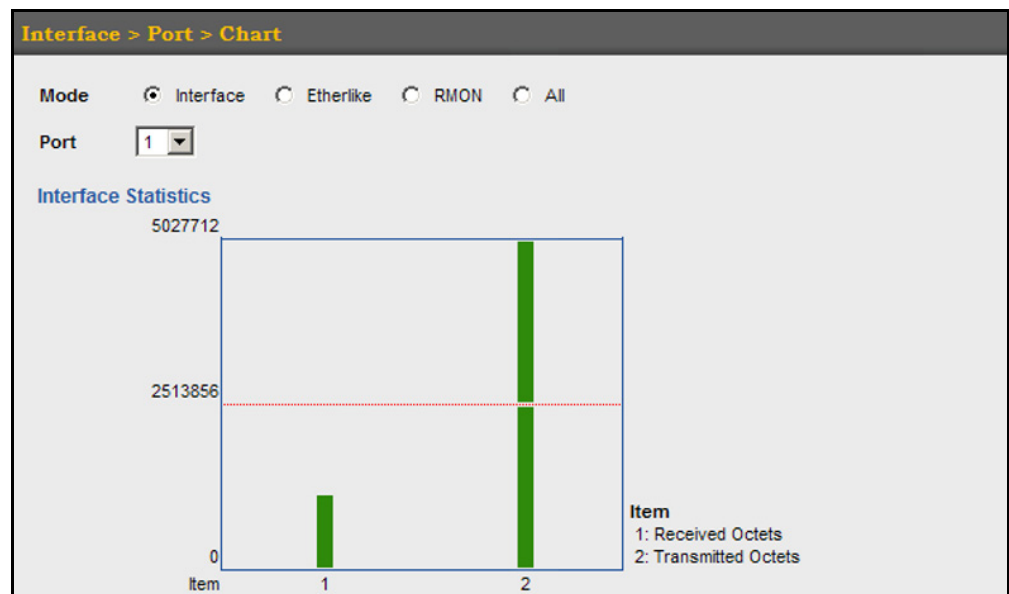 Interface > Port > Chart
Mode Interface Etherlike RMON All
Port 1
Interface Statistics
5027712
2513856
0
Item 1 2
Item
1: Received Octets
2: Transmitted Octets